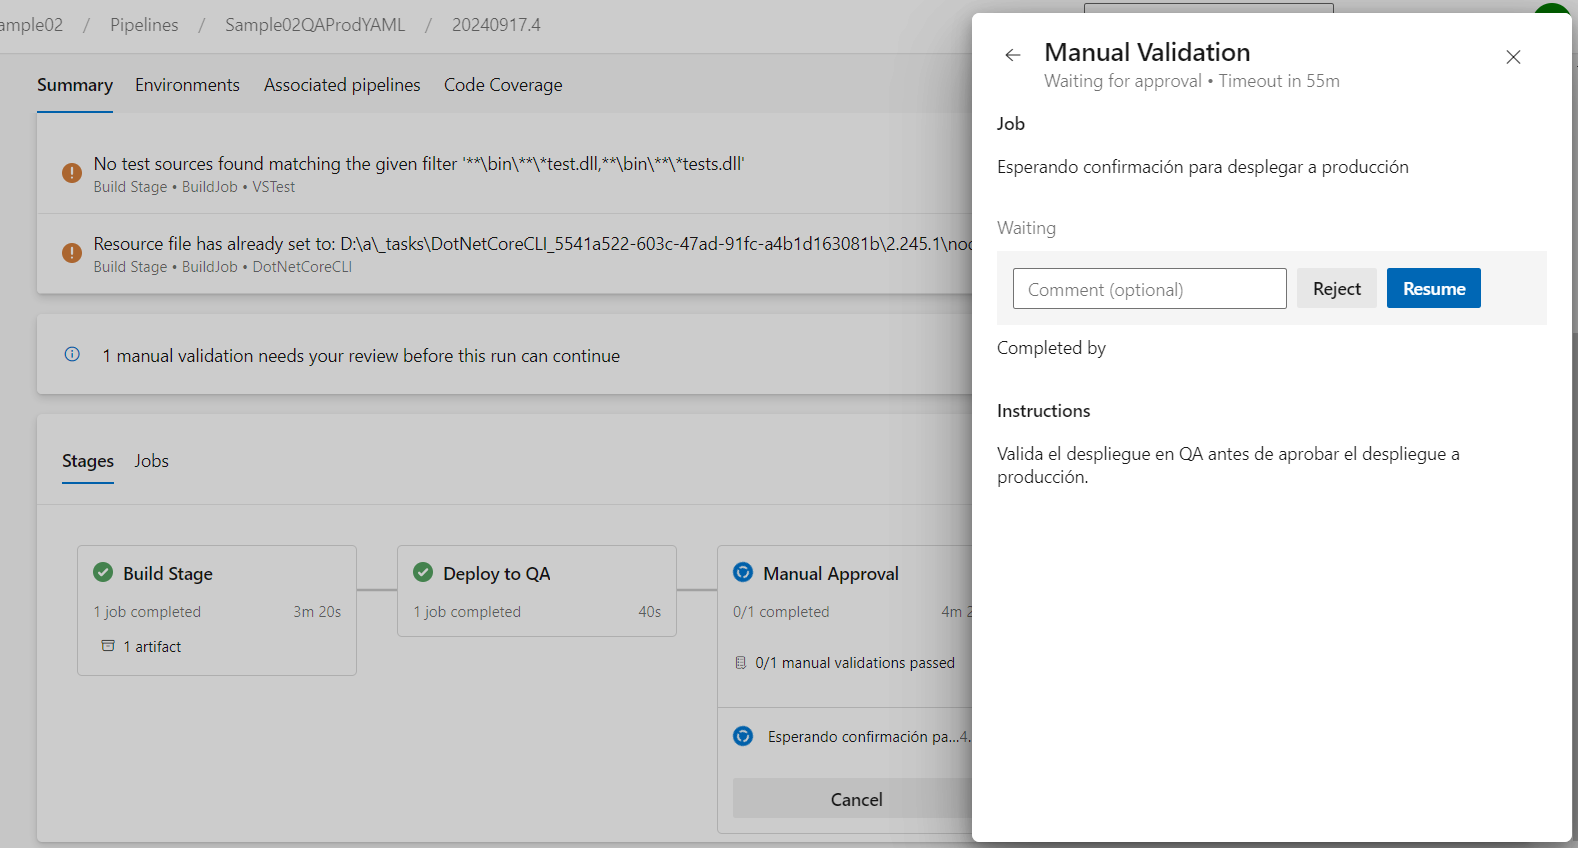 ample02 / Pipelines / Sample02QAProdYAML / 20240917.4
Summary Environments Associated pipelines Code Coverage
No test sources found matching the given filter '**\bin\**\*test.dll,**\bin\**\*tests.dll'
Build Stage • BuildJob • VSTest
Resource file has already set to: D:\a\_tasks\DotNetCoreCLI_5541a522-603c-47ad-91fc-a4b1d163081b\2.245.1\noc
Build Stage • BuildJob • DotNetCoreCLI
1 manual validation needs your review before this run can continue
Stages Jobs
Build Stage
1 job completed 3m 20s
1 artifact
Deploy to QA
1 job completed 40s
Manual Approval
0/1 completed 4m 2
0/1 manual validations passed
Esperando confirmación pa...4.
Cancel
Manual Validation
Waiting for approval • Timeout in 55m
Job
Esperando confirmación para desplegar a producción
Waiting
Comment (optional) Reject Resume
Completed by
Instructions
Valida el despliegue en QA antes de aprobar el despliegue a
producción.